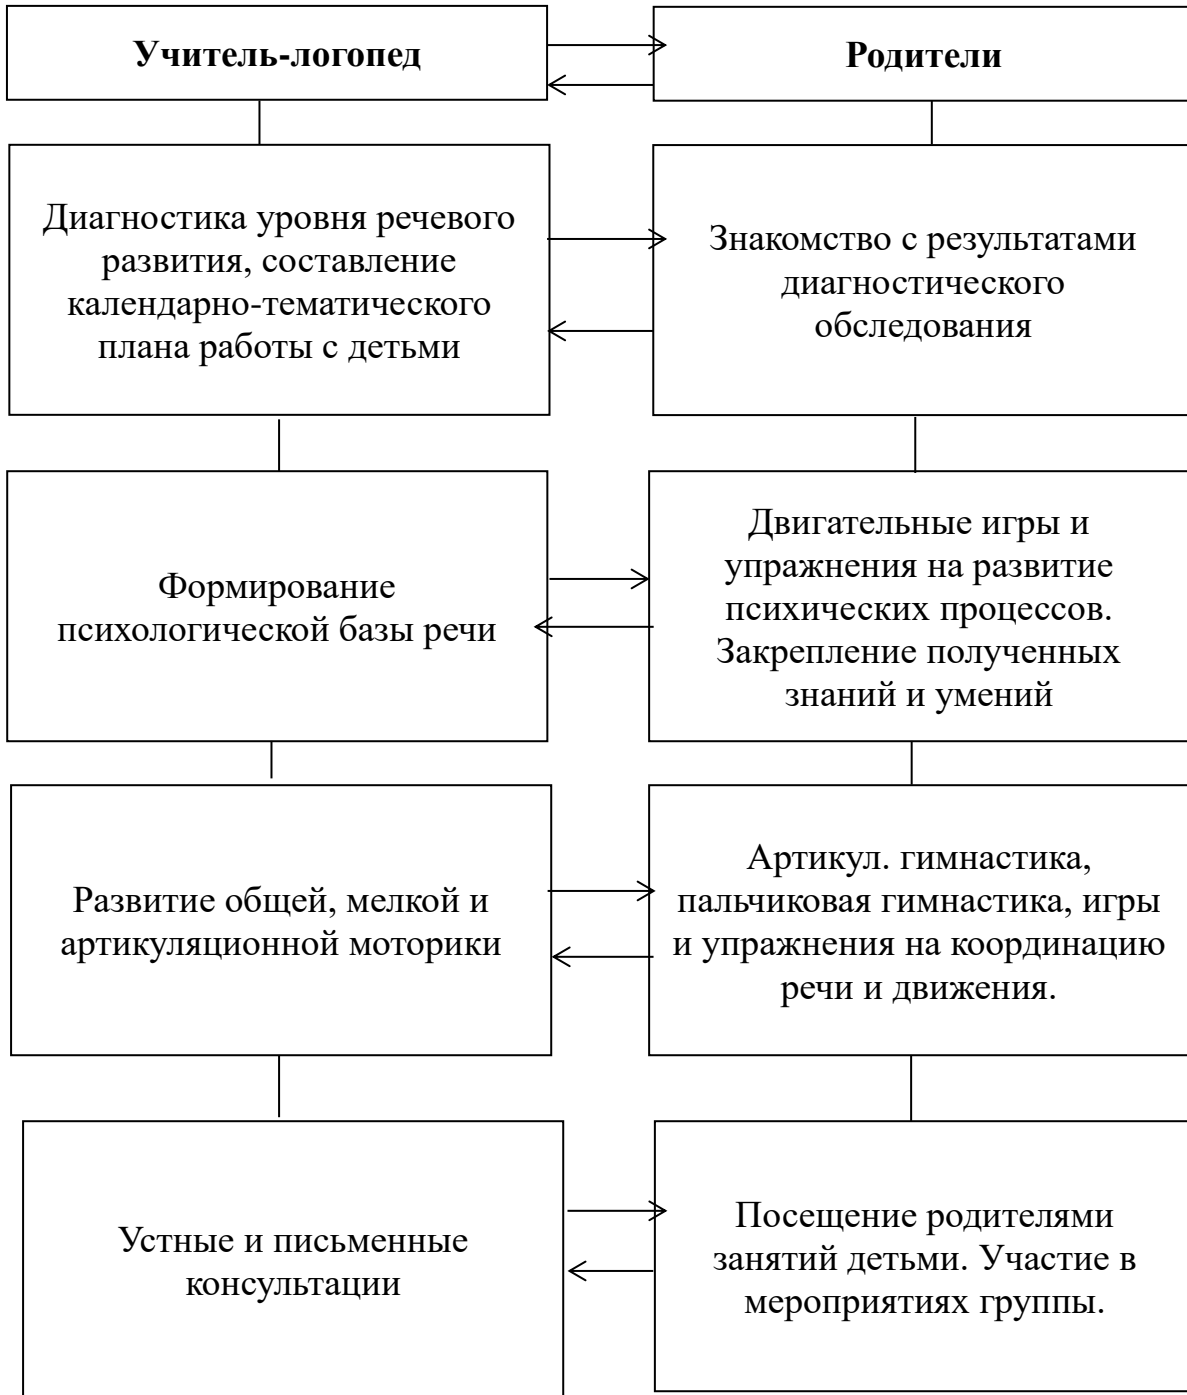 Учитель-логопед
Родители
Диагностика уровня речевого
развития, составление
календарно-тематического
плана работы с детьми
Знакомство с результатами
диагностического
обследования
Формирование
психологической базы речи
Двигательные игры и
упражнения на развитие
психических процессов.
Закрепление полученных
знаний и умений
Развитие общей, мелкой и
артикуляционной моторики
Артикул. гимнастика,
пальчиковая гимнастика, игры
и упражнения на координацию
речи и движения.
Устные и письменные
консультации
Посещение родителями
занятий детьми. Участие в
мероприятиях группы.